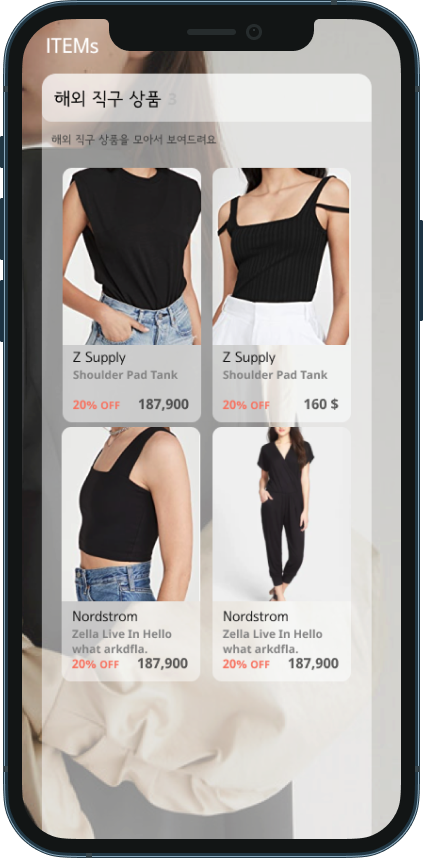 ITEMs
해외 직구 상품 3
해외 직구 상품을 모아서 보여드려요
Z Supply
Shoulder Pad Tank
20% OFF 187,900
Z Supply
Shoulder Pad Tank
20% OFF 160 $
Nordstrom
Zella Live In Hello
what arkdfla.
20% OFF 187,900
Nordstrom
Zella Live In Hello
what arkdfla.
20% OFF 187,900